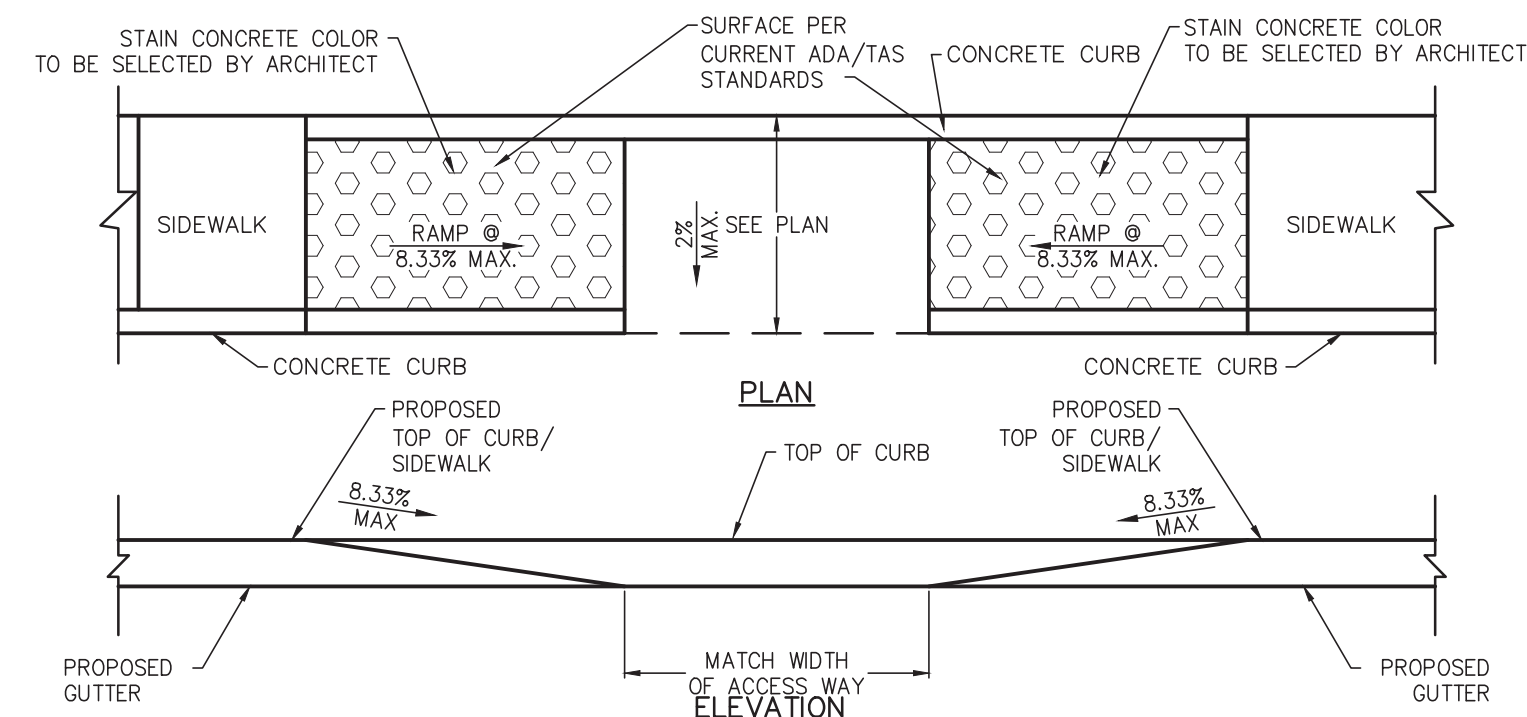 STAIN CONCRETE COLOR
TO BE SELECTED BY ARCHITECT
SURFACE PER
CURRENT ADA/TAS
STANDARDS
CONCRETE CURB
STAIN CONCRETE COLOR
TO BE SELECTED BY ARCHITECT
SIDEWALK
RAMP @
8.33% MAX.
2%
MAX.
SEE PLAN
RAMP @
8.33% MAX.
SIDEWALK
CONCRETE CURB
CONCRETE CURB
PLAN
PROPOSED
TOP OF CURB/
SIDEWALK
TOP OF CURB
PROPOSED
TOP OF CURB/
SIDEWALK
8.33%
MAX
8.33%
MAX
PROPOSED
GUTTER
MATCH WIDTH
OF ACCESS WAY
PROPOSED
GUTTER
ELEVATION